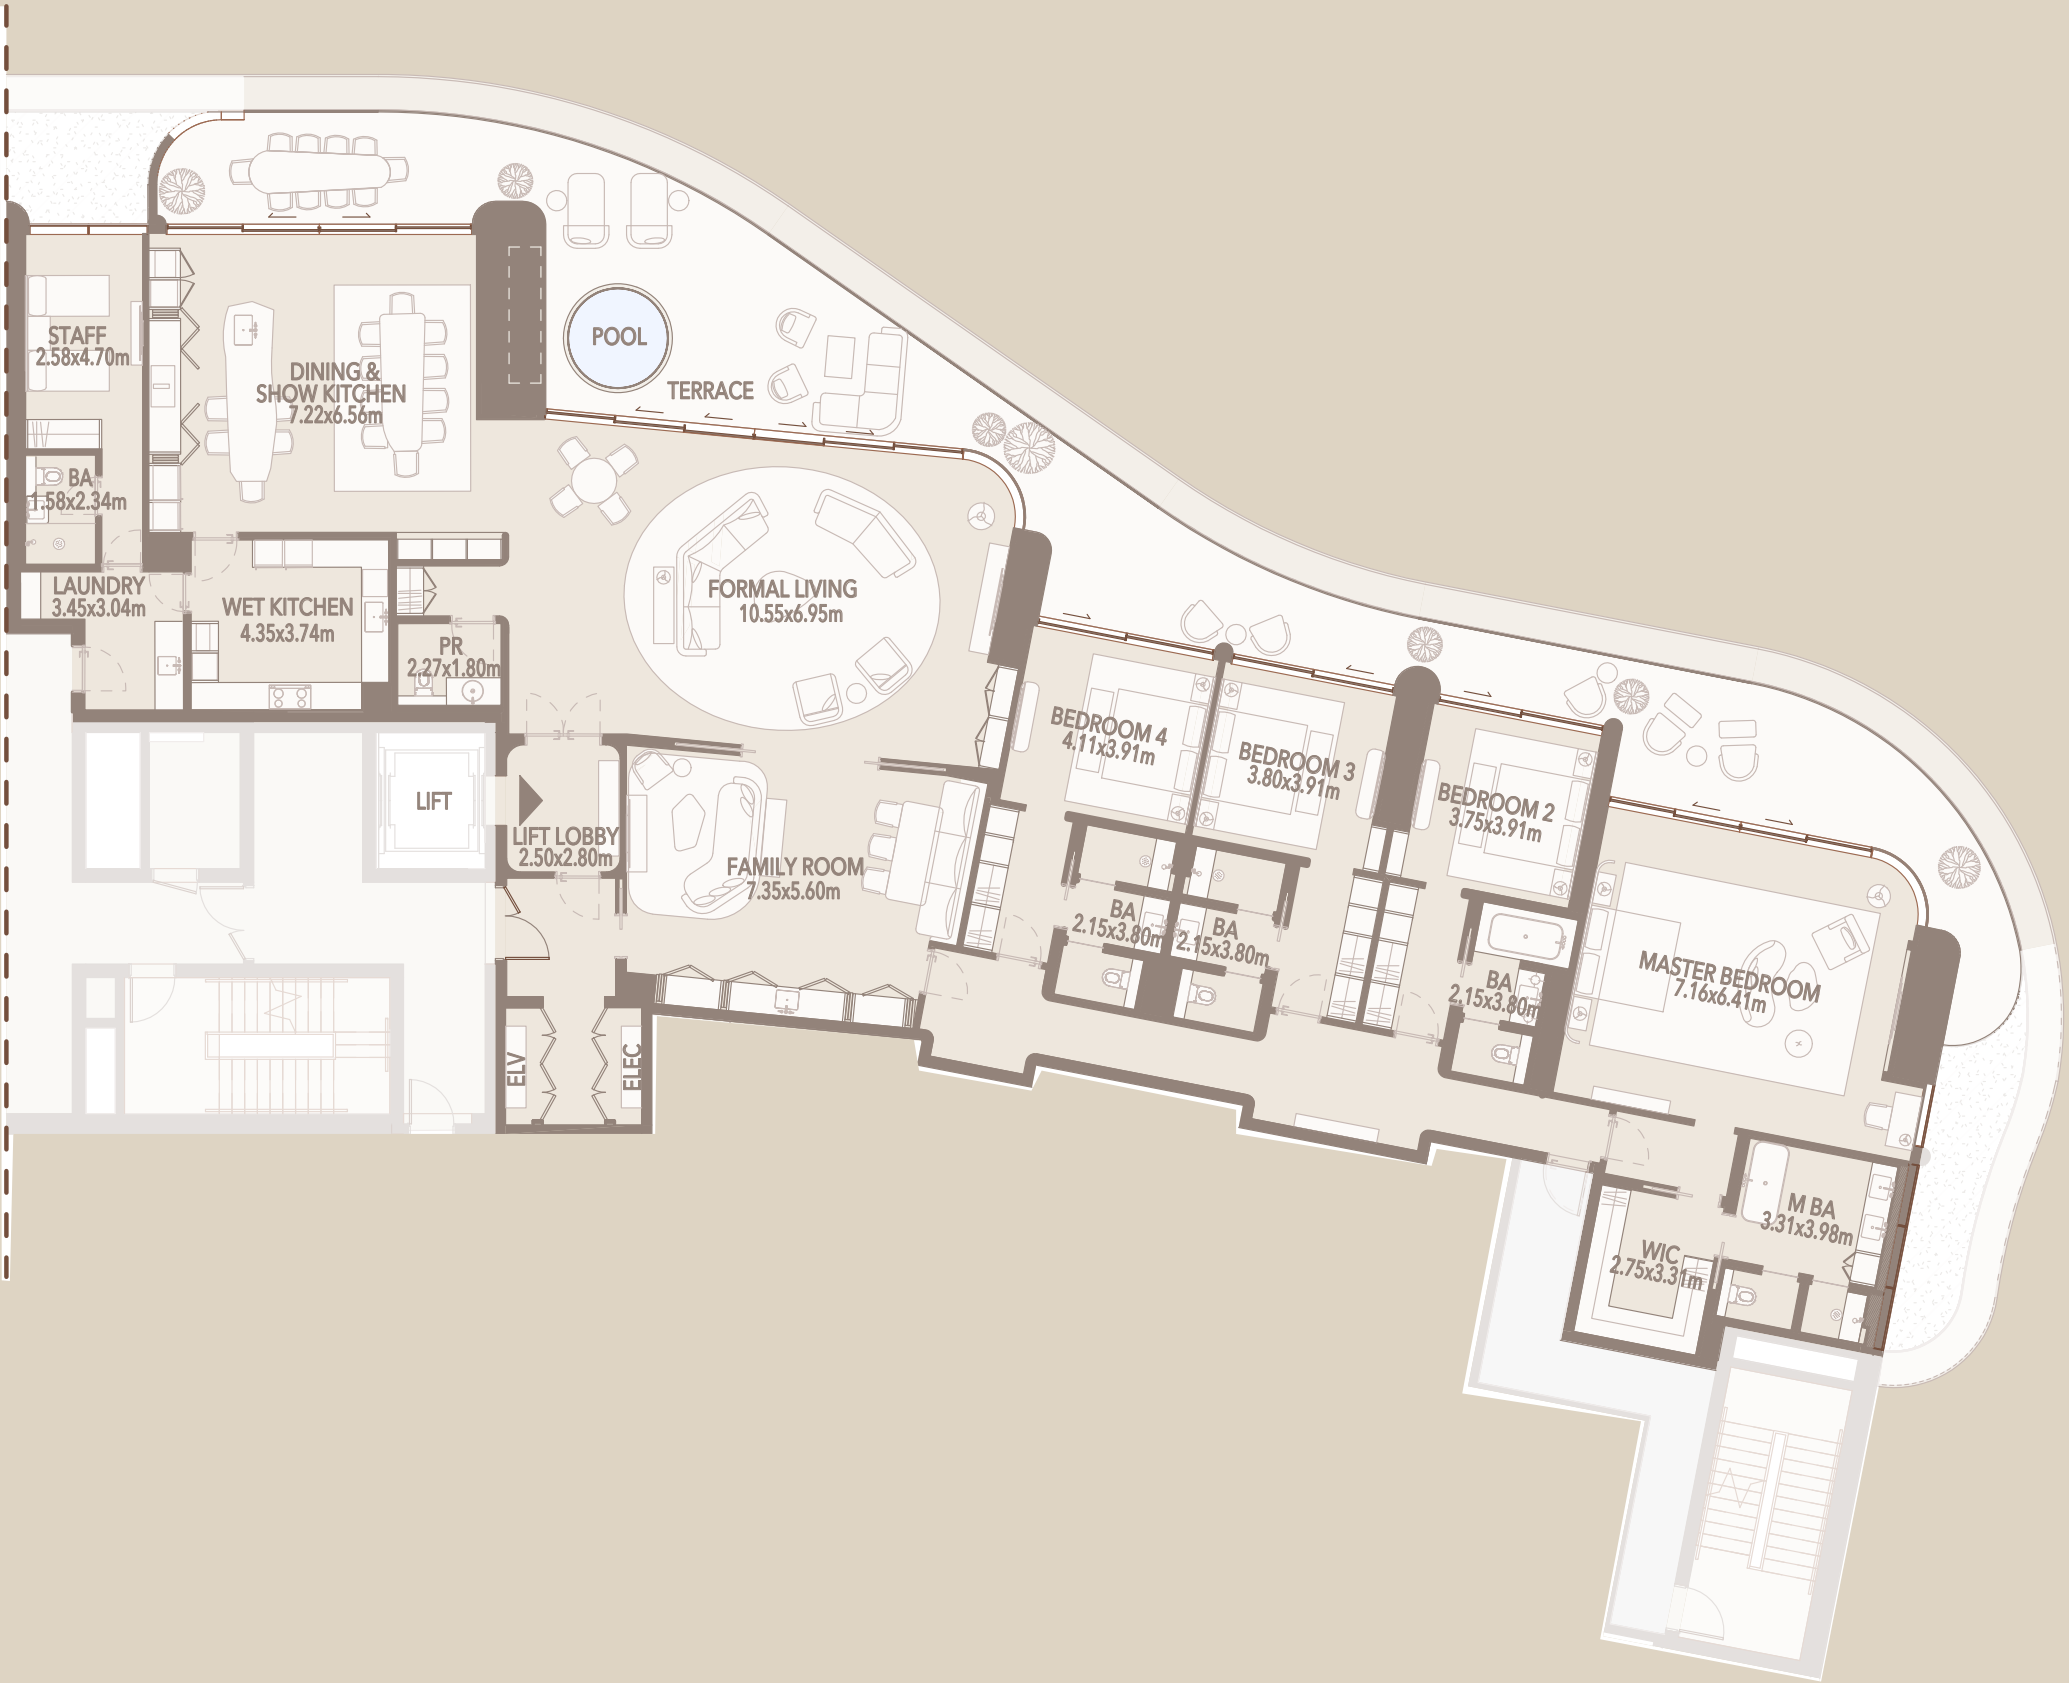 STAFF
2.58x4.70m
DINING &
SHOW KITCHEN
7.22x6.56m
POOL
TERRACE
BA
1.58x2.34m
LAUNDRY
3.45x3.04m
WET KITCHEN
4.35x3.74m
PR
2.27x1.80m
FORMAL LIVING
10.55x6.95m
LIFT
LIFT LOBBY
2.50x2.80m
FAMILY ROOM
7.35x5.60m
ELV
ELEC
BEDROOM 4
4.11x3.91m
BEDROOM 3
3.80x3.91m
BEDROOM 2
3.75x3.91m
BA
2.15x3.80m
BA
2.15x3.80m
BA
2.15x3.80m
MASTER BEDROOM
7.16x6.41m
M BA
3.31x3.98m
WIC
2.75x3.31m